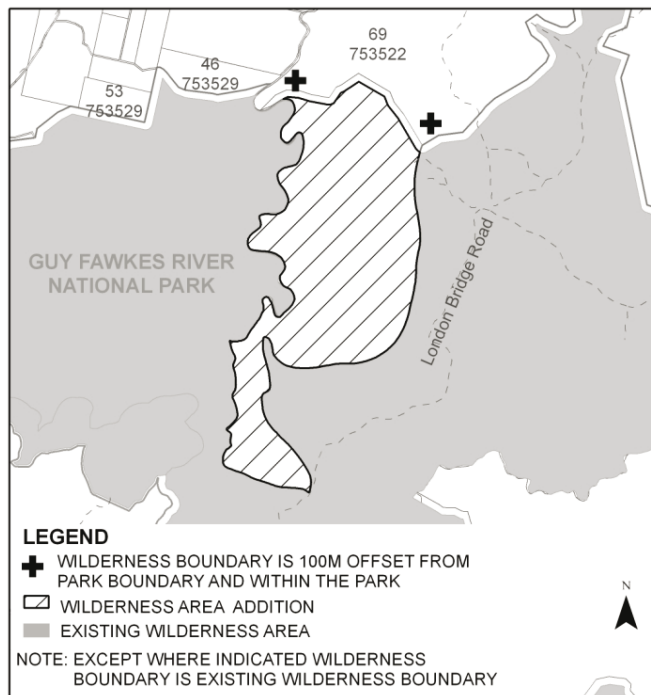 69
753522
46
753529
53
753529
GUY FAWKES RIVER
NATIONAL PARK
London Bridge Road
LEGEND
WILDERNESS BOUNDARY IS 100M OFFSET FROM
PARK BOUNDARY AND WITHIN THE PARK
WILDERNESS AREA ADDITION
EXISTING WILDERNESS AREA
NOTE: EXCEPT WHERE INDICATED WILDERNESS
BOUNDARY IS EXISTING WILDERNESS BOUNDARY
N